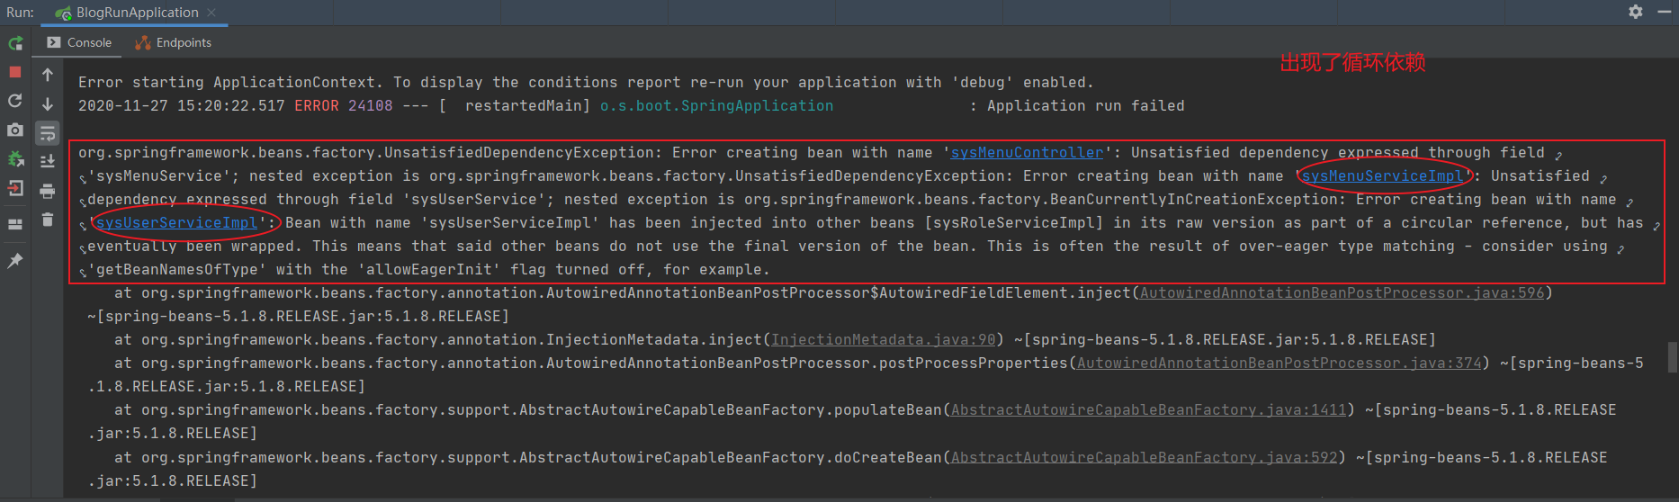 Run: BlogRunApplication
Console Endpoints
出现了循环依赖
Error starting ApplicationContext. To display the conditions report re-run your application with 'debug' enabled.
2020-11-27 15:20:22.517 ERROR 24108 --- [  restartedMain] o.s.boot.SpringApplication               : Application run failed
org.springframework.beans.factory.UnsatisfiedDependencyException: Error creating bean with name 'sysMenuController': Unsatisfied dependency expressed through field
'sysMenuService'; nested exception is org.springframework.beans.factory.UnsatisfiedDependencyException: Error creating bean with name 'sysMenuServiceImpl': Unsatisfied
dependency expressed through field 'sysUserService'; nested exception is org.springframework.beans.factory.BeanCurrentlyInCreationException: Error creating bean with name
'sysUserServiceImpl': Bean with name 'sysUserServiceImpl' has been injected into other beans [sysRoleServiceImpl] in its raw version as part of a circular reference, but has
eventually been wrapped. This means that said other beans do not use the final version of the bean. This is often the result of over-eager type matching - consider using
'getBeanNamesOfType' with the 'allowEagerInit' flag turned off, for example.
at org.springframework.beans.factory.annotation.AutowiredAnnotationBeanPostProcessor$AutowiredFieldElement.inject(AutowiredAnnotationBeanPostProcessor.java:596)
~[spring-beans-5.1.8.RELEASE.jar:5.1.8.RELEASE]
at org.springframework.beans.factory.annotation.InjectionMetadata.inject(InjectionMetadata.java:90) ~[spring-beans-5.1.8.RELEASE.jar:5.1.8.RELEASE]
at org.springframework.beans.factory.annotation.AutowiredAnnotationBeanPostProcessor.postProcessProperties(AutowiredAnnotationBeanPostProcessor.java:374) ~[spring-beans-5
.1.8.RELEASE.jar:5.1.8.RELEASE]
at org.springframework.beans.factory.support.AbstractAutowireCapableBeanFactory.populateBean(AbstractAutowireCapableBeanFactory.java:1411) ~[spring-beans-5.1.8.RELEASE
.jar:5.1.8.RELEASE]
at org.springframework.beans.factory.support.AbstractAutowireCapableBeanFactory.doCreateBean(AbstractAutowireCapableBeanFactory.java:592) ~[spring-beans-5.1.8.RELEASE
.jar:5.1.8.RELEASE]